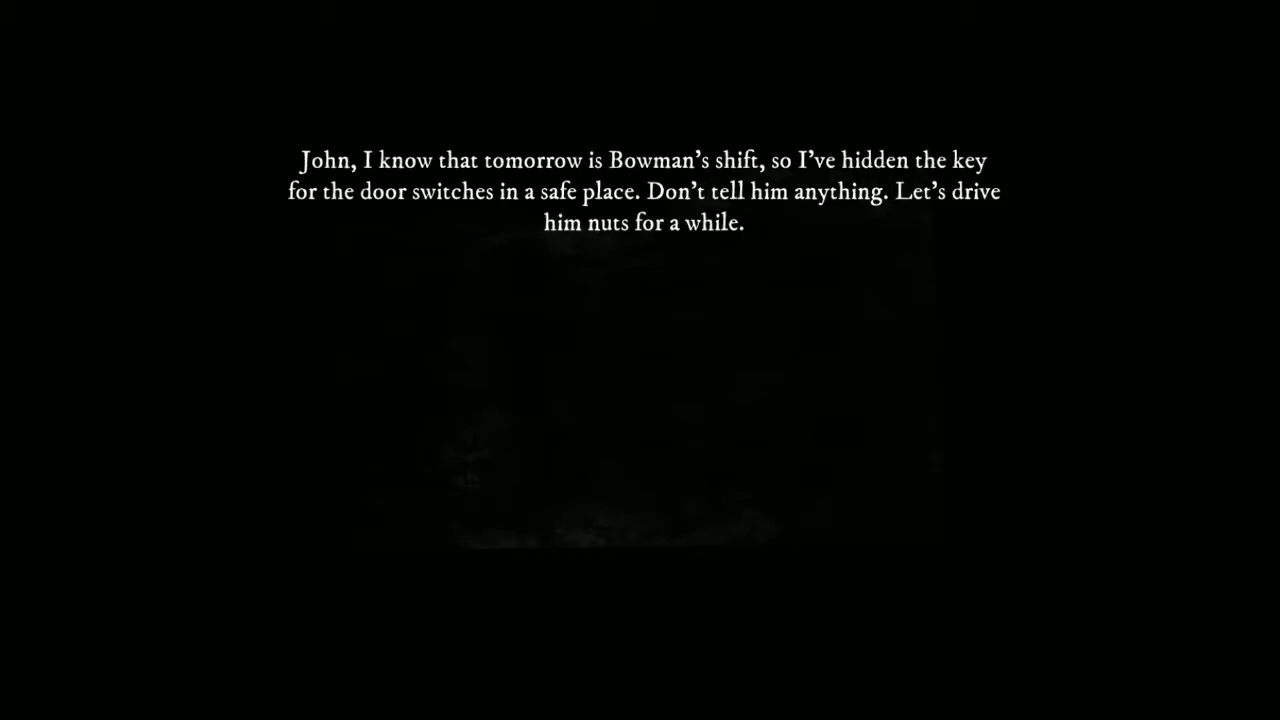 John, I know that tomorrow is Bowman's shift, so I've hidden the key
for the door switches in a safe place. Don't tell him anything. Let's drive
him nuts for a while.